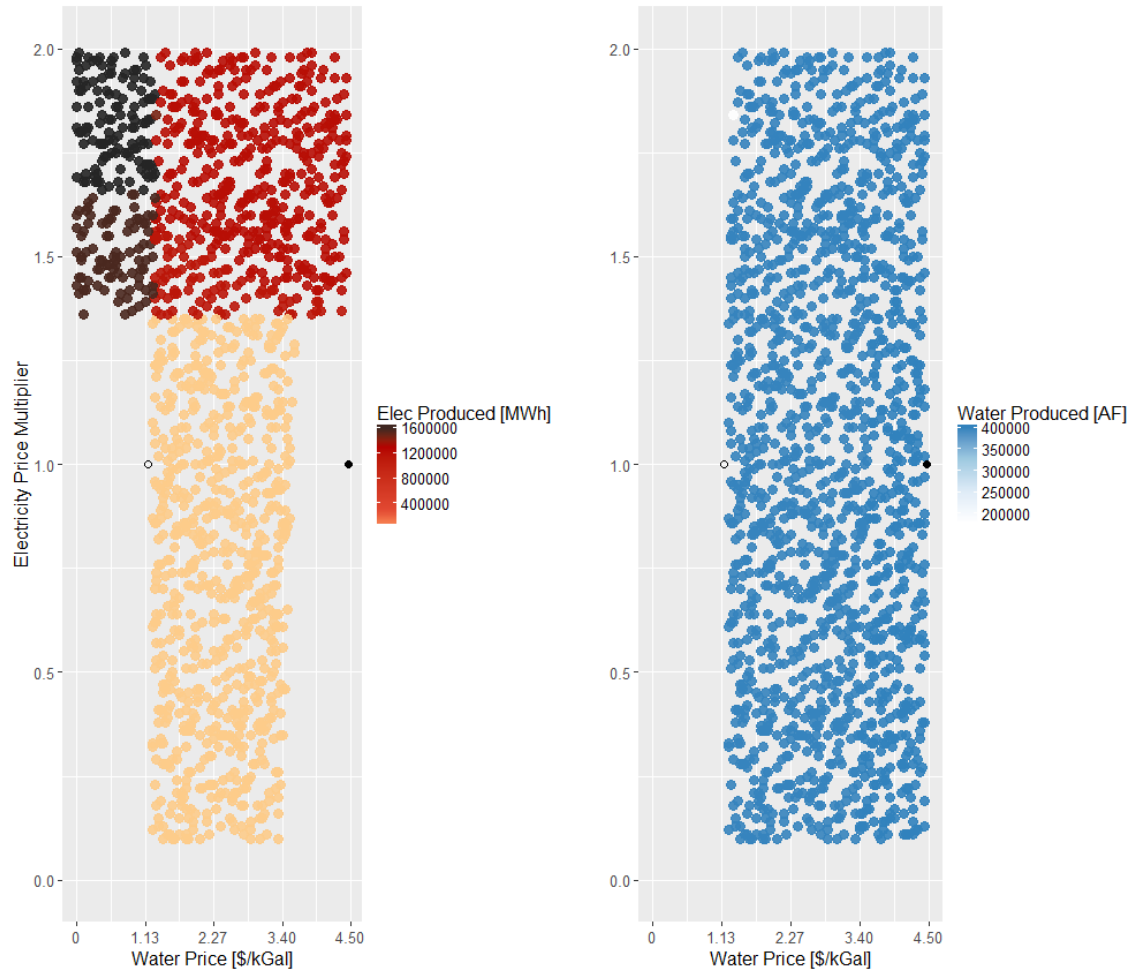 2.0
1.5
1.0
0.5
0.0
Electricity Price Multiplier
0 1.13 2.27 3.40 4.50
Water Price [$/kGal]
Elec Produced [MWh]
1600000
1200000
800000
400000
2.0
1.5
1.0
0.5
0.0
0 1.13 2.27 3.40 4.50
Water Price [$/kGal]
Water Produced [AF]
400000
350000
300000
250000
200000